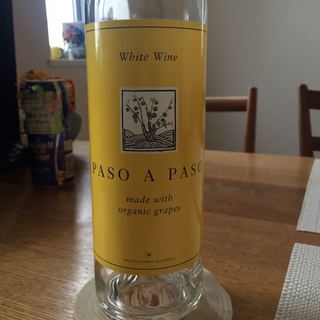 White Wine
PASO A PASO
made with
organic grapes